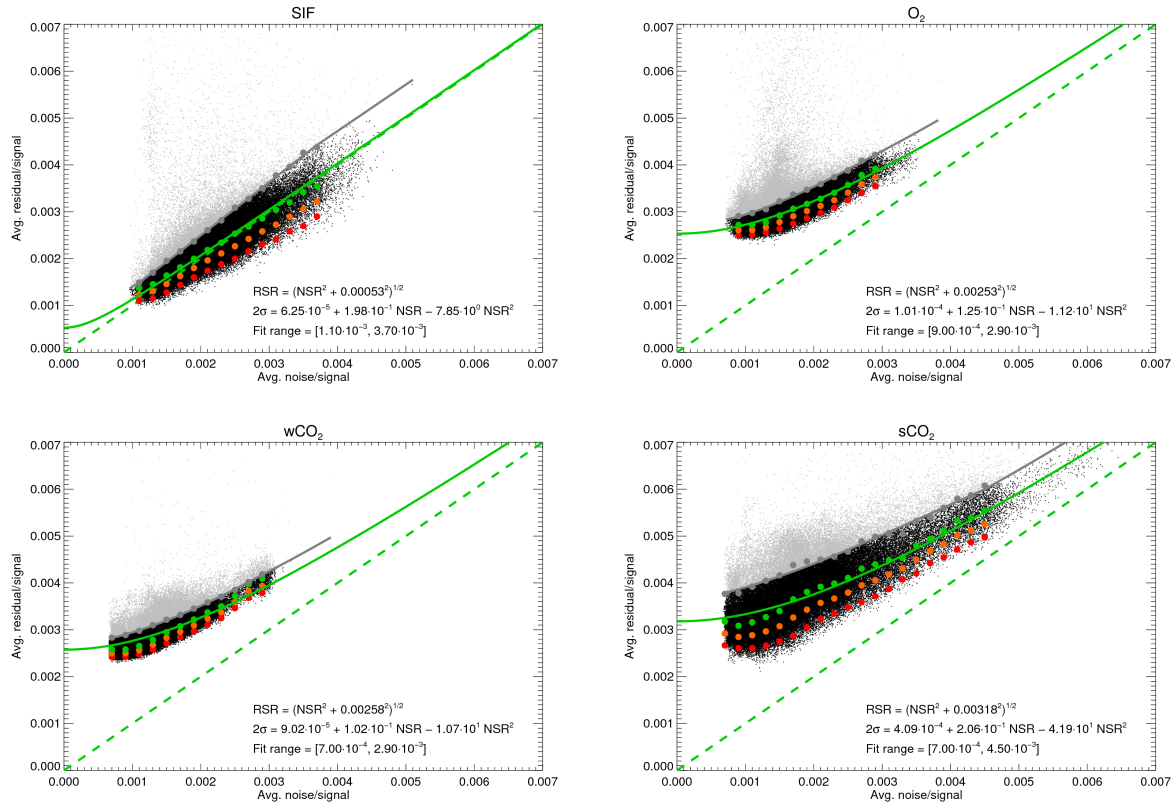 SIF
0.007
0.006
0.005
0.004
0.003
0.002
0.001
0.000
Avg. residual/signal
RSR = (NSR² + 0.00053²)¹ᐟ²
2σ = 6.25·10⁻⁵ + 1.98·10⁻¹ NSR − 7.85·10⁰ NSR²
Fit range = [1.10·10⁻³, 3.70·10⁻³]
0.000 0.001 0.002 0.003 0.004 0.005 0.006 0.007
Avg. noise/signal
O₂
0.007
0.006
0.005
0.004
0.003
0.002
0.001
0.000
Avg. residual/signal
RSR = (NSR² + 0.00253²)¹ᐟ²
2σ = 1.01·10⁻⁴ + 1.25·10⁻¹ NSR − 1.12·10¹ NSR²
Fit range = [9.00·10⁻⁴, 2.90·10⁻³]
0.000 0.001 0.002 0.003 0.004 0.005 0.006 0.007
Avg. noise/signal
wCO₂
0.007
0.006
0.005
0.004
0.003
0.002
0.001
0.000
Avg. residual/signal
RSR = (NSR² + 0.00258²)¹ᐟ²
2σ = 9.02·10⁻⁵ + 1.02·10⁻¹ NSR − 1.07·10¹ NSR²
Fit range = [7.00·10⁻⁴, 2.90·10⁻³]
0.000 0.001 0.002 0.003 0.004 0.005 0.006 0.007
Avg. noise/signal
sCO₂
0.007
0.006
0.005
0.004
0.003
0.002
0.001
0.000
Avg. residual/signal
RSR = (NSR² + 0.00318²)¹ᐟ²
2σ = 4.09·10⁻⁴ + 2.06·10⁻¹ NSR − 4.19·10¹ NSR²
Fit range = [7.00·10⁻⁴, 4.50·10⁻³]
0.000 0.001 0.002 0.003 0.004 0.005 0.006 0.007
Avg. noise/signal